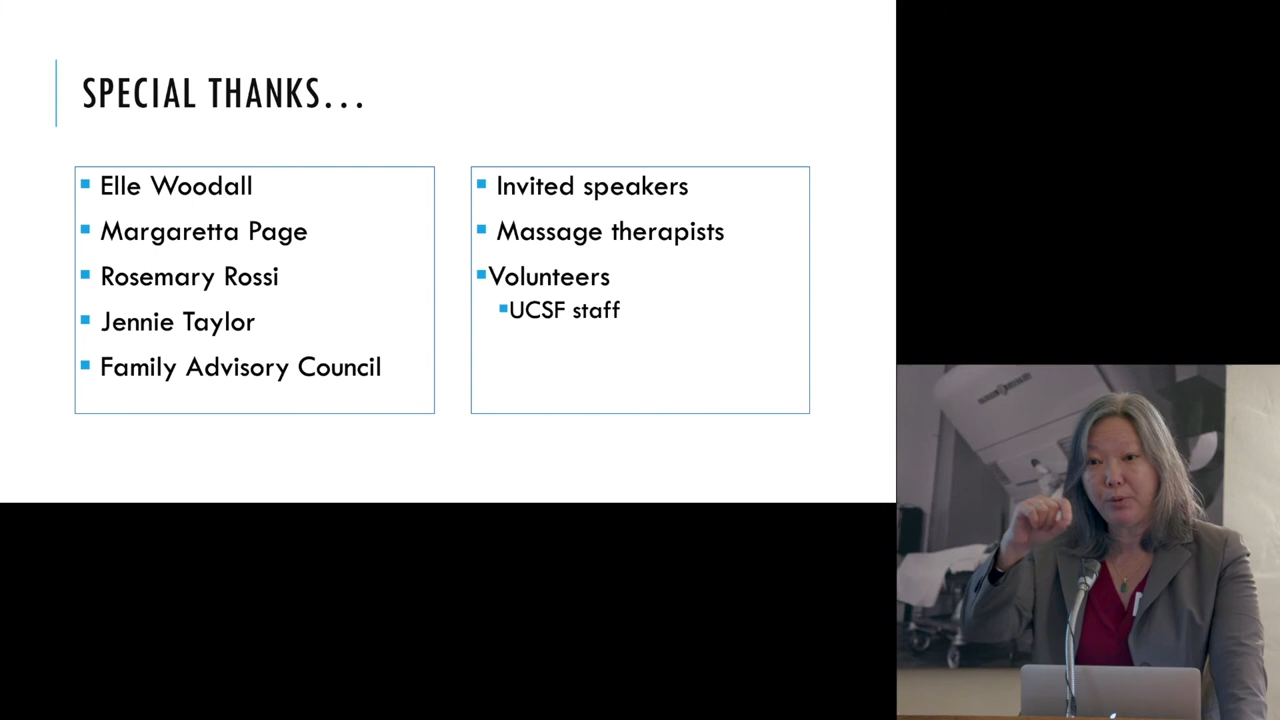 SPECIAL THANKS...
Elle Woodall
Margaretta Page
Rosemary Rossi
Jennie Taylor
Family Advisory Council
Invited speakers
Massage therapists
Volunteers
UCSF staff